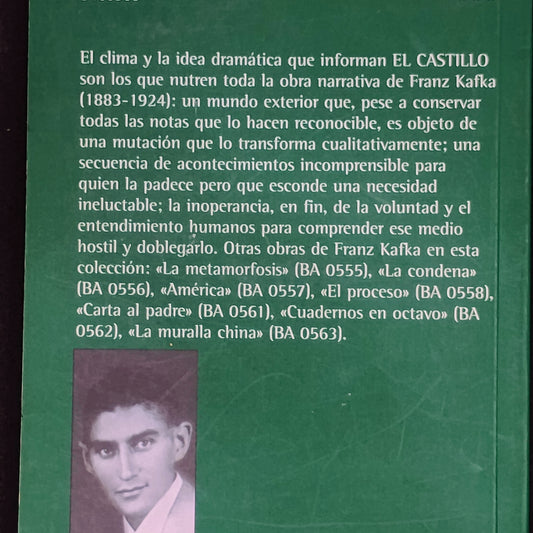 El clima y la idea dramática que informan EL CASTILLO
son los que nutren toda la obra narrativa de Franz Kafka
(1883-1924): un mundo exterior que, pese a conservar
todas las notas que lo hacen reconocible, es objeto de
una mutación que lo transforma cualitativamente; una
secuencia de acontecimientos incomprensible para
quien la padece pero que esconde una necesidad
ineluctable; la inoperancia, en fin, de la voluntad y el
entendimiento humanos para comprender ese medio
hostil y doblegarlo. Otras obras de Franz Kafka en esta
colección: «La metamorfosis» (BA 0555), «La condena»
(BA 0556), «América» (BA 0557), «El proceso» (BA 0558),
«Carta al padre» (BA 0561), «Cuadernos en octavo» (BA
0562), «La muralla china» (BA 0563).